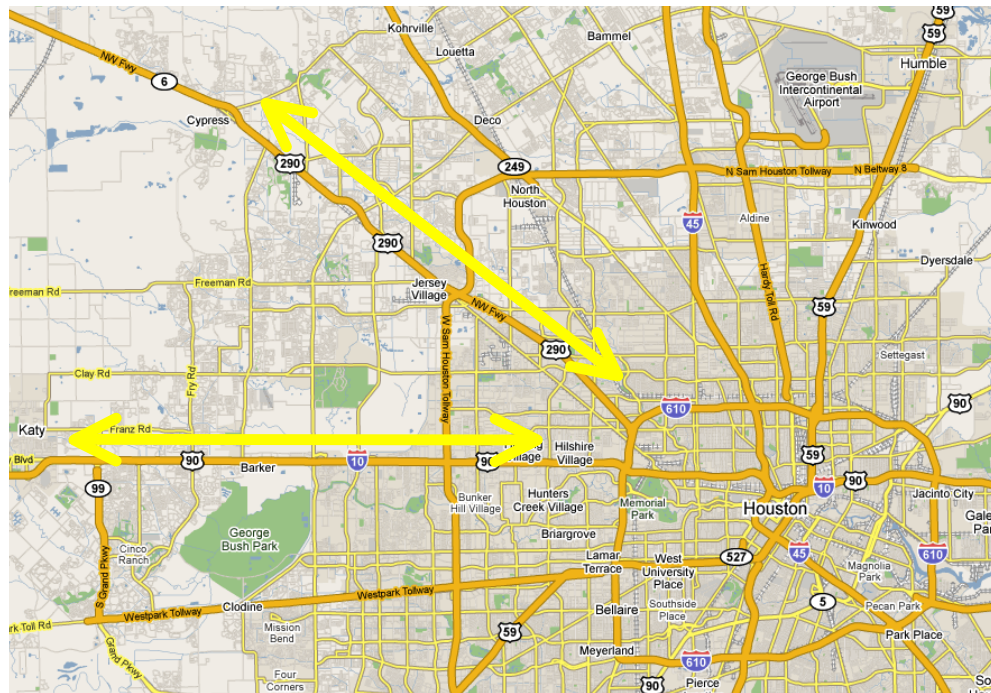 Kohrville
Louetta
Bammel
59
59
Humble
NW Fwy
6
George Bush
Intercontinental
Airport
Cypress
Deco
290
249
North
Houston
N Sam Houston Tollway
N Beltway 8
45
Aldine
Kinwood
290
Dyersdale
Jersey
Village
Freeman Rd
Freeman Rd
NW Fwy
Hardy Toll Rd
59
W Sam Houston Tollway
290
Settegast
Clay Rd
Fry Rd
610
90
Katy
Franz Rd
Hilshire
Village
Village
59
Blvd
90
Barker
10
90
99
Bunker
Hill Village
Hunters
Creek Village
Memorial
Park
10
90
Jacinto City
Houston
George
Bush Park
Briargrove
Cinco
Ranch
S Grand Pkwy
Lamar
Terrace
West
University
Place
527
45
610
Magnolia
Park
Westpark Tollway
Westpark Tollway
Clodine
Bellaire
Southside
Place
5
Pecan Park
Toll Rd
Mission
Bend
59
Park Place
Grand Pkwy
Meyerland
610
Four
Corners
90
Pierce